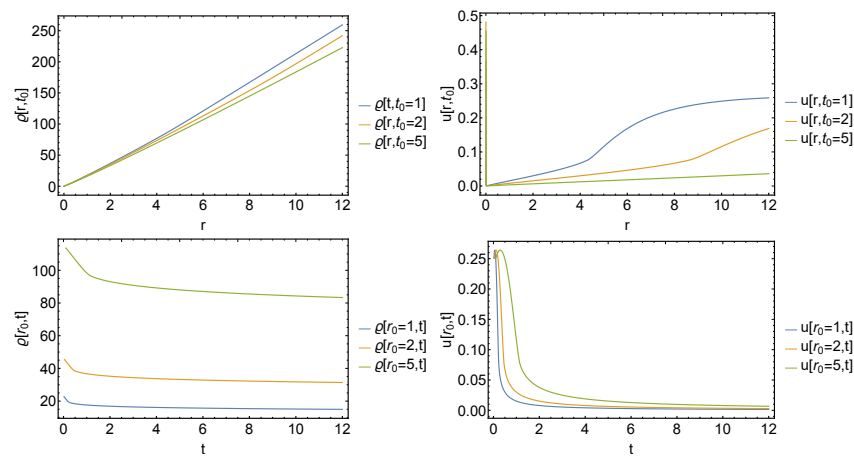 250
200
150
100
50
0
ϱ[r,t₀]
0 2 4 6 8 10 12
r
ϱ[t,t₀=1]
ϱ[r,t₀=2]
ϱ[r,t₀=5]
0.5
0.4
0.3
0.2
0.1
0.0
u[r,t₀]
0 2 4 6 8 10 12
r
u[r,t₀=1]
u[r,t₀=2]
u[r,t₀=5]
100
80
60
40
20
ϱ[r₀,t]
0 2 4 6 8 10 12
t
ϱ[r₀=1,t]
ϱ[r₀=2,t]
ϱ[r₀=5,t]
0.25
0.20
0.15
0.10
0.05
0.00
u[r₀,t]
0 2 4 6 8 10 12
t
u[r₀=1,t]
u[r₀=2,t]
u[r₀=5,t]